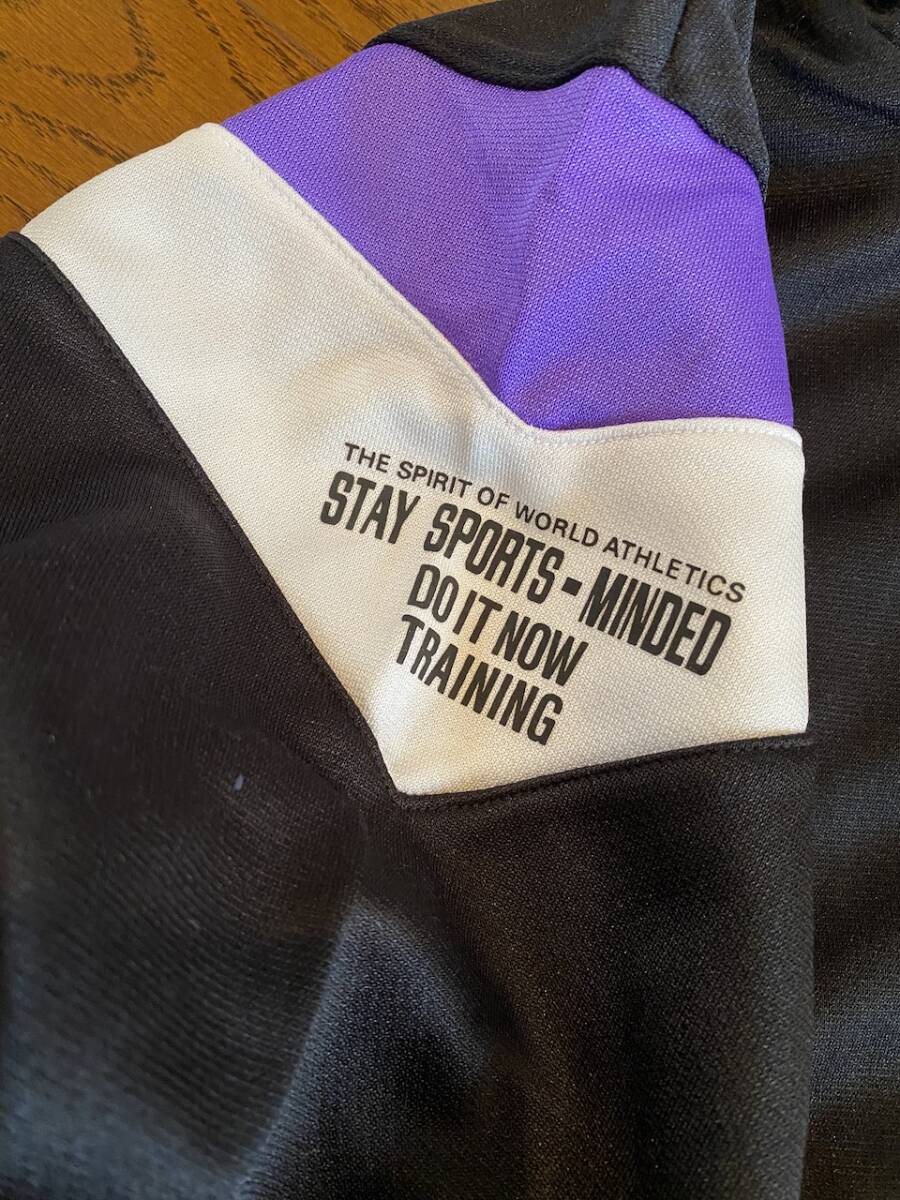 THE SPIRIT OF WORLD ATHLETICS
STAY SPORTS-MINDED
DO IT NOW
TRAINING